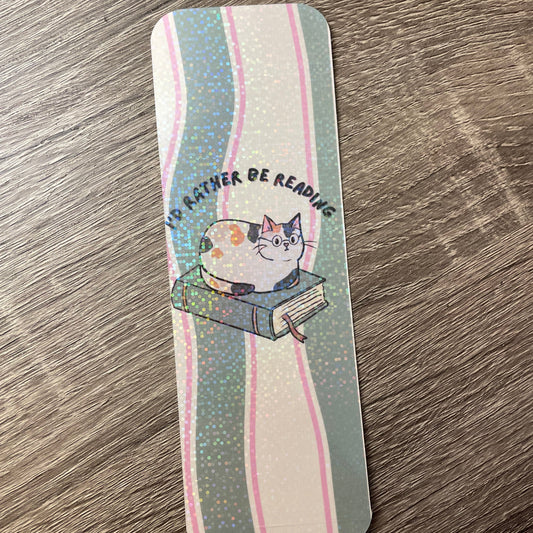 I'D RATHER BE READING